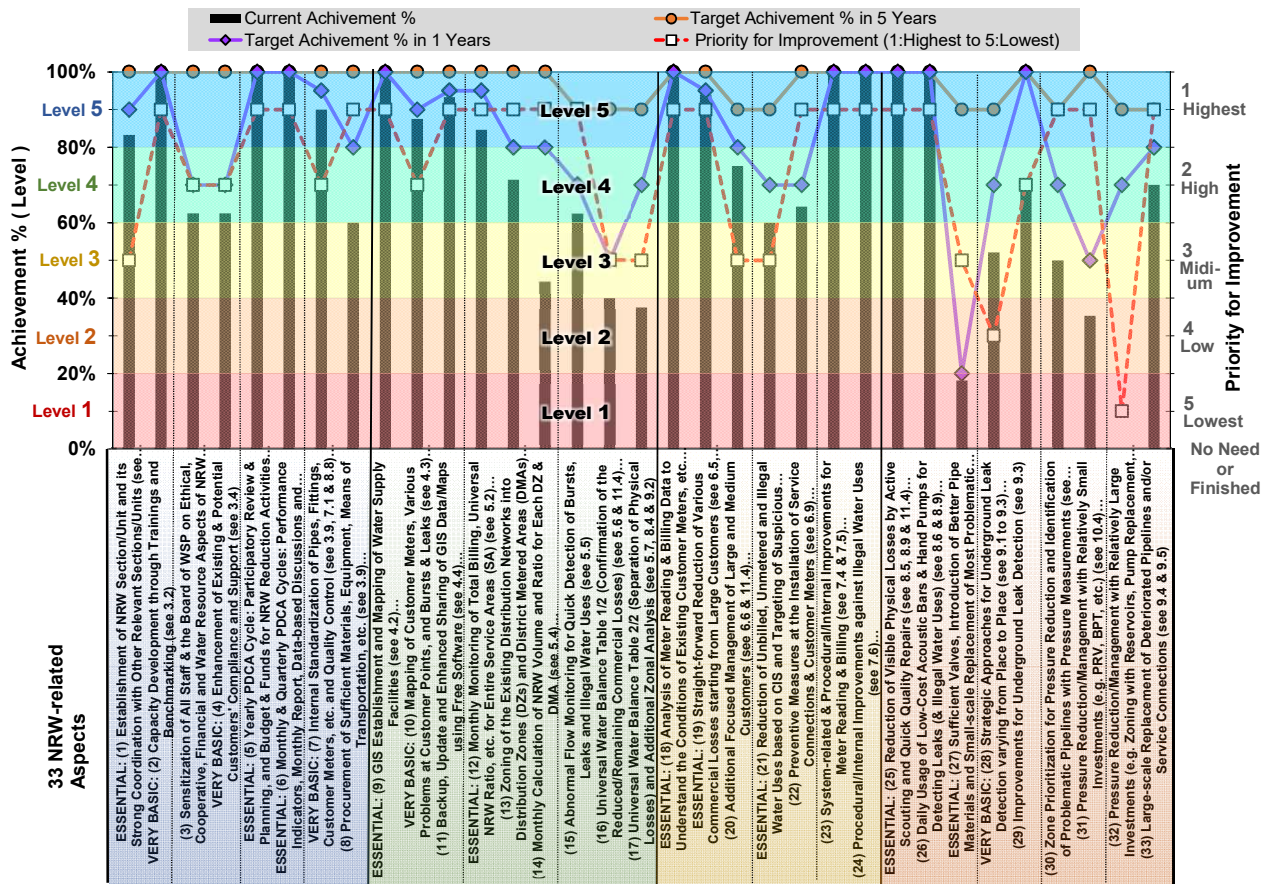 Current Achivement %
Target Achivement % in 5 Years
Target Achivement % in 1 Years
Priority for Improvement (1:Highest to 5:Lowest)
100%
Level 5
80%
Level 4
60%
Level 3
40%
Level 2
20%
Level 1
0%
Achievement % ( Level )
Level 5
Level 4
Level 3
Level 2
Level 1
1
Highest
2
High
3
Midi-
um
4
Low
5
Lowest
No Need
or
Finished
Priority for Improvement
33 NRW-related
Aspects
ESSENTIAL: (1) Establishment of NRW Section/Unit and its
Strong Coordination with Other Relevant Sections/Units (see…
VERY BASIC: (2) Capacity Development through Trainings and
Benchmarking (see 3.2)
(3) Sensitization of All Staff & the Board of WSP on Ethical,
Cooperative, Financial and Water Resource Aspects of NRW…
VERY BASIC: (4) Enhancement of Existing & Potential
Customers' Compliance and Support (see 3.4)
ESSENTIAL: (5) Yearly PDCA Cycle: Participatory Review &
Planning, and Budget & Funds for NRW Reduction Activities…
ESSENTIAL: (6) Monthly & Quarterly PDCA Cycles: Performance
Indicators, Monthly Report, Data-based Discussions and…
VERY BASIC: (7) Internal Standardization of Pipes, Fittings,
Customer Meters, etc. and Quality Control (see 3.9, 7.1 & 8.8)…
(8) Procurement of Sufficient Materials, Equipment, Means of
Transportation, etc. (see 3.9)…
ESSENTIAL: (9) GIS Establishment and Mapping of Water Supply
Facilities (see 4.2)…
VERY BASIC: (10) Mapping of Customer Meters, Various
Problems at Customer Points, and Bursts & Leaks (see 4.3)…
(11) Backup, Update and Enhanced Sharing of GIS Data/Maps
using Free Software (see 4.4)…
ESSENTIAL: (12) Monthly Monitoring of Total Billing, Universal
NRW Ratio, etc. for Entire Service Areas (SA) (see 5.2)…
(13) Zoning of the Existing Distribution Networks into
Distribution Zones (DZs) and District Metered Areas (DMAs)…
(14) Monthly Calculation of NRW Volume and Ratio for Each DZ &
DMA (see 5.4)…
(15) Abnormal Flow Monitoring for Quick Detection of Bursts,
Leaks and Illegal Water Uses (see 5.5)
(16) Universal Water Balance Table 1/2 (Confirmation of the
Reduced/Remaining Commercial Losses) (see 5.6 & 11.4)…
(17) Universal Water Balance Table 2/2 (Separation of Physical
Losses) and Additional Zonal Analysis (see 5.7, 8.4 & 9.2)
ESSENTIAL: (18) Analysis of Meter Reading & Billing Data to
Understand the Conditions of Existing Customer Meters, etc…
ESSENTIAL: (19) Straight-forward Reduction of Various
Commercial Losses starting from Large Customers (see 6.5,…
(20) Additional Focused Management of Large and Medium
Customers (see 6.6 & 11.4)…
ESSENTIAL: (21) Reduction of Unbilled, Unmetered and Illegal
Water Uses based on CIS and Targeting of Suspicious…
(22) Preventive Measures at the Installation of Service
Connections & Customer Meters (see 6.9)…
(23) System-related & Procedural/Internal Improvements for
Meter Reading & Billing (see 7.4 & 7.5)…
(24) Procedural/Internal Improvements against Illegal Water Uses
(see 7.6)…
ESSENTIAL: (25) Reduction of Visible Physical Losses by Active
Scouting and Quick Quality Repairs (see 8.5, 8.9 & 11.4)…
(26) Daily Usage of Low-Cost Acoustic Bars & Hand Pumps for
Detecting Leaks (& Illegal Water Uses) (see 8.6 & 8.9)…
ESSENTIAL: (27) Sufficient Valves, Introduction of Better Pipe
Materials and Small-scale Replacement of Most Problematic…
VERY BASIC: (28) Strategic Approaches for Underground Leak
Detection varying from Place to Place (see 9.1 to 9.3)…
(29) Improvements for Underground Leak Detection (see 9.3)
(30) Zone Prioritization for Pressure Reduction and Identification
of Problematic Pipelines with Pressure Measurements (see…
(31) Pressure Reduction/Management with Relatively Small
Investments (e.g. PRV, BPT, etc.) (see 10.4)…
(32) Pressure Reduction/Management with Relatively Large
Investments (e.g. Zoning with Reservoirs, Pump Replacement,…
(33) Large-scale Replacements of Deteriorated Pipelines and/or
Service Connections (see 9.4 & 9.5)